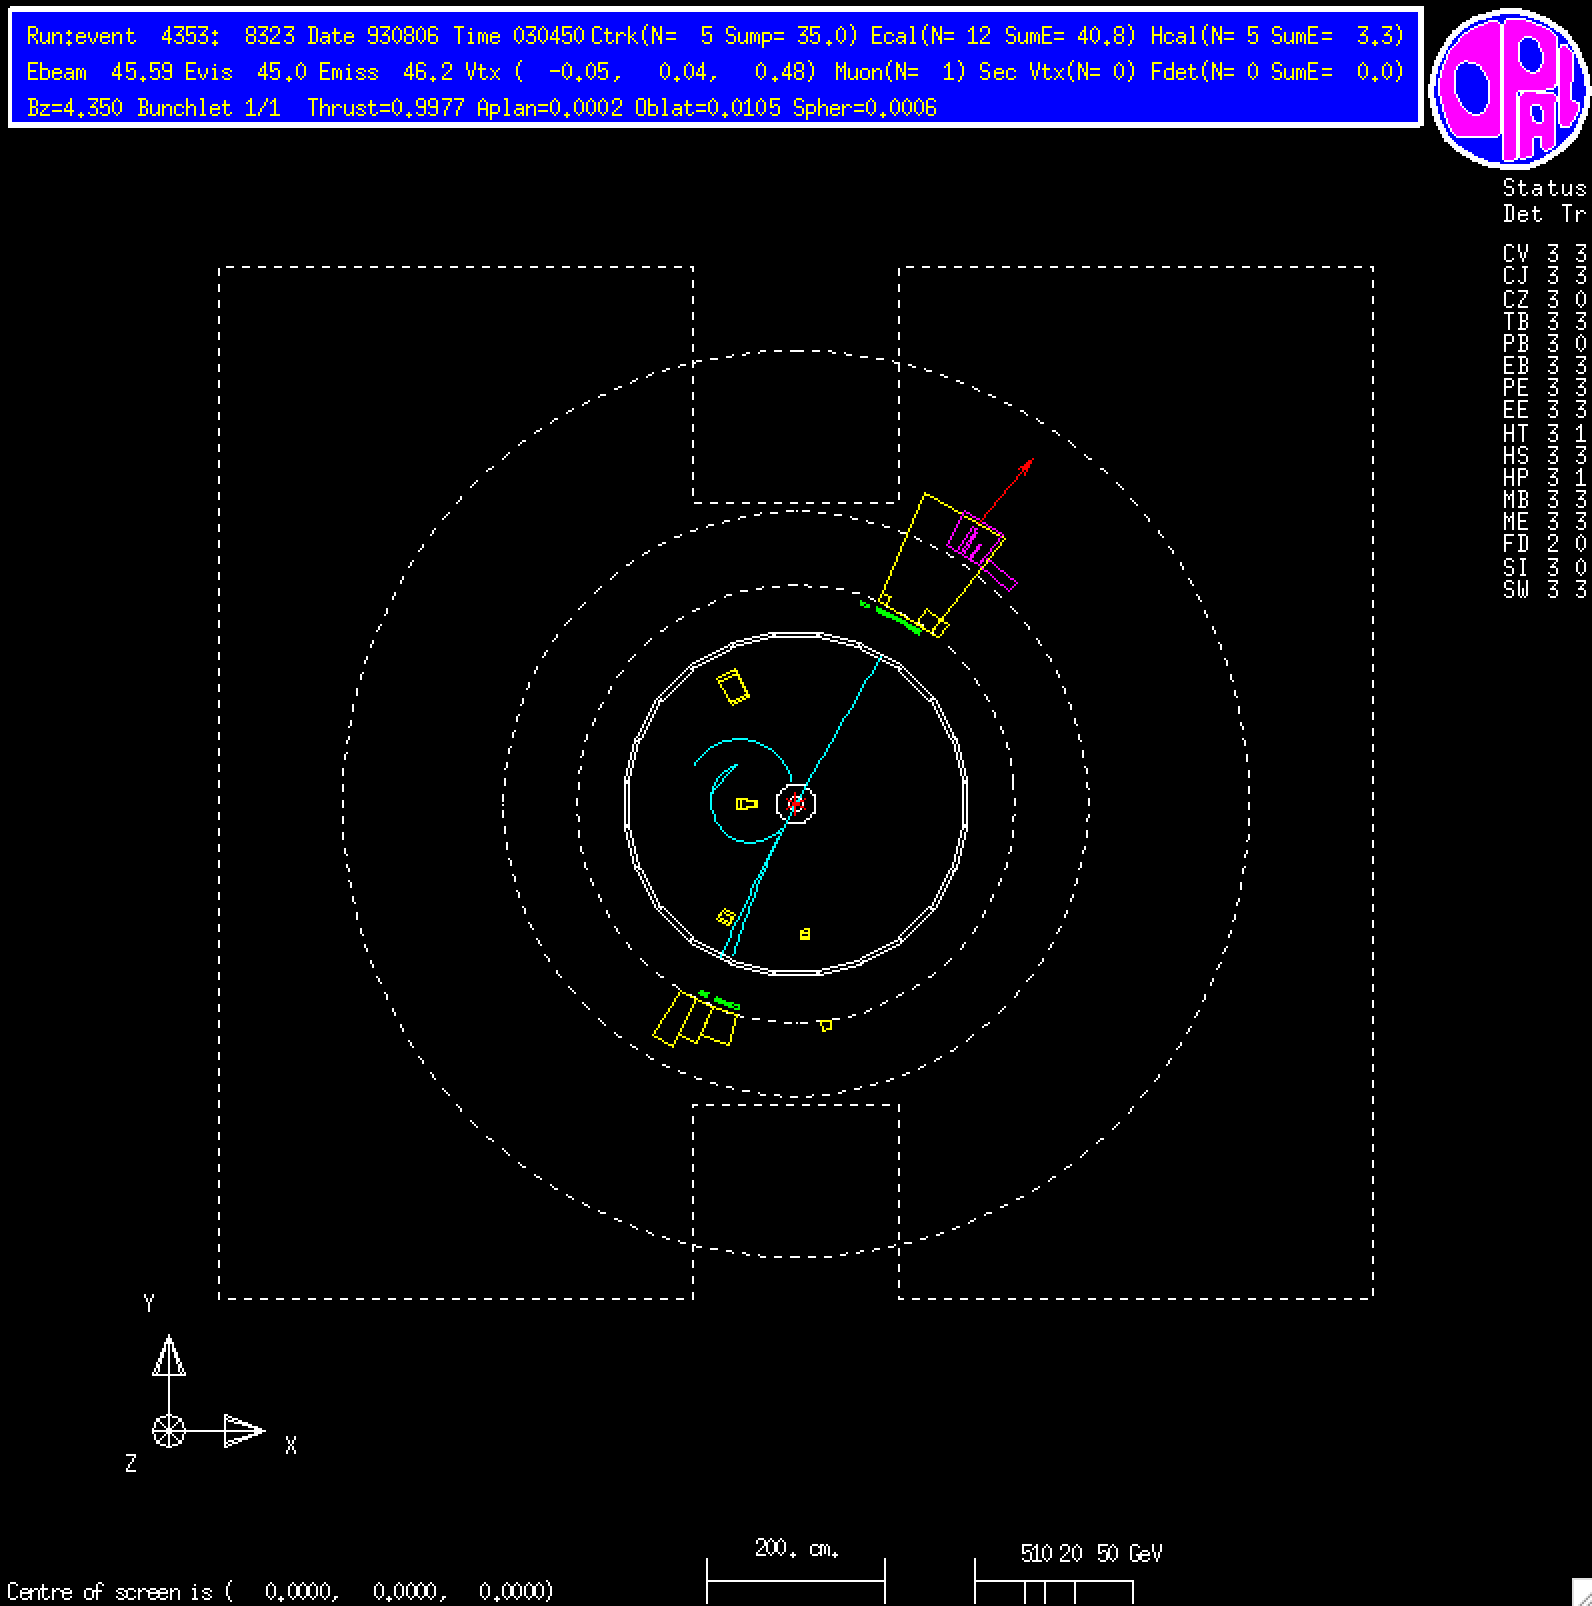 Run:event 4353: 8323 Date 930806 Time 030450 Ctrk(N= 5 Sump= 35.0) Ecal(N= 12 SumE= 40.8) Hcal(N= 5 SumE= 3.3)
Ebeam 45.59 Evis 45.0 Emiss 46.2 Vtx ( -0.05, 0.04, 0.48) Muon(N= 1) Sec Vtx(N= 0) Fdet(N= 0 SumE= 0.0)
Bz=4.350 Bunchlet 1/1 Thrust=0.9977 Aplan=0.0002 Oblat=0.0105 Spher=0.0006
OPAL
Status
Det Tr
CV 3 3
CJ 3 3
CZ 3 0
TB 3 3
PB 3 0
EB 3 3
PE 3 3
EE 3 3
HT 3 1
HS 3 3
HP 3 1
MB 3 3
ME 3 3
FD 2 0
SI 3 0
SW 3 3
Y
X
Z
200. cm.
5 10 20 50 GeV
Centre of screen is ( 0.0000, 0.0000, 0.0000)